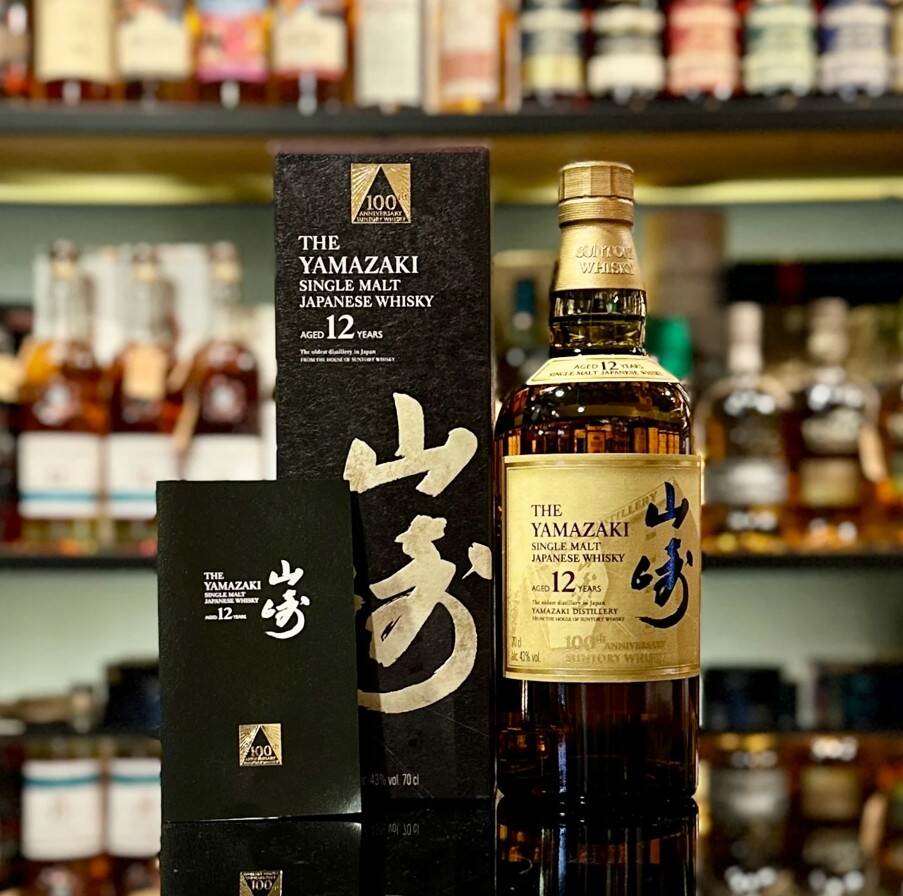 100th
ANNIVERSARY
SUNTORY WHISKY
THE
YAMAZAKI
SINGLE MALT
JAPANESE WHISKY
AGED 12 YEARS
The oldest distillery in Japan
FROM THE HOUSE OF SUNTORY WHISKY
山崎
43% vol. 70 cl
THE
YAMAZAKI
SINGLE MALT
JAPANESE WHISKY
AGED 12 YEARS
山崎
100
SUNTORY
WHISKY
AGED 12 YEARS
SINGLE MALT JAPANESE WHISKY
THE
YAMAZAKI
SINGLE MALT
JAPANESE WHISKY
AGED 12 YEARS
The oldest distillery in Japan
YAMAZAKI DISTILLERY
FROM THE HOUSE OF SUNTORY WHISKY
山崎
70 cl
alc. 43% vol.
100th ANNIVERSARY
SUNTORY WHISKY